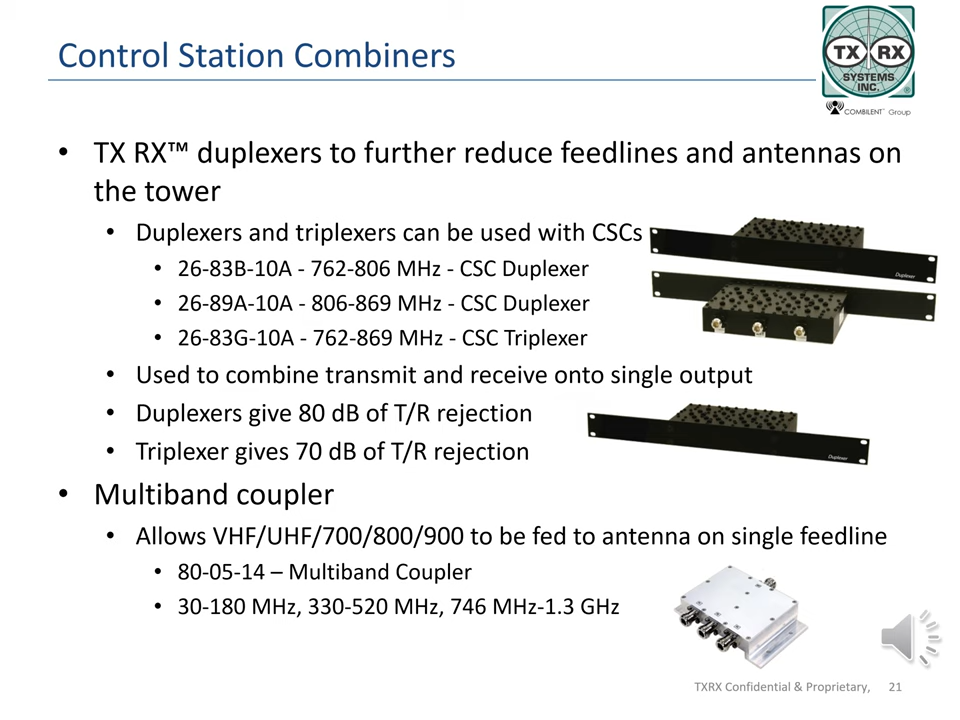 Control Station Combiners
TX RX
SYSTEMS
INC.
COMBILENT™ Group
• TX RX™ duplexers to further reduce feedlines and antennas on
the tower
• Duplexers and triplexers can be used with CSCs
• 26-83B-10A - 762-806 MHz - CSC Duplexer
• 26-89A-10A - 806-869 MHz - CSC Duplexer
• 26-83G-10A - 762-869 MHz - CSC Triplexer
Duplexer
• Used to combine transmit and receive onto single output
• Duplexers give 80 dB of T/R rejection
• Triplexer gives 70 dB of T/R rejection
Duplexer
• Multiband coupler
• Allows VHF/UHF/700/800/900 to be fed to antenna on single feedline
• 80-05-14 – Multiband Coupler
• 30-180 MHz, 330-520 MHz, 746 MHz-1.3 GHz
TXRX Confidential & Proprietary, 21